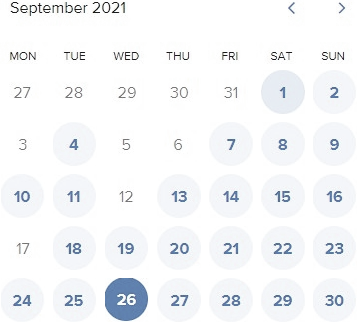 September 2021
MON TUE WED THU FRI SAT SUN
27 28 29 30 31 1 2
3 4 5 6 7 8 9
10 11 12 13 14 15 16
17 18 19 20 21 22 23
24 25 26 27 28 29 30